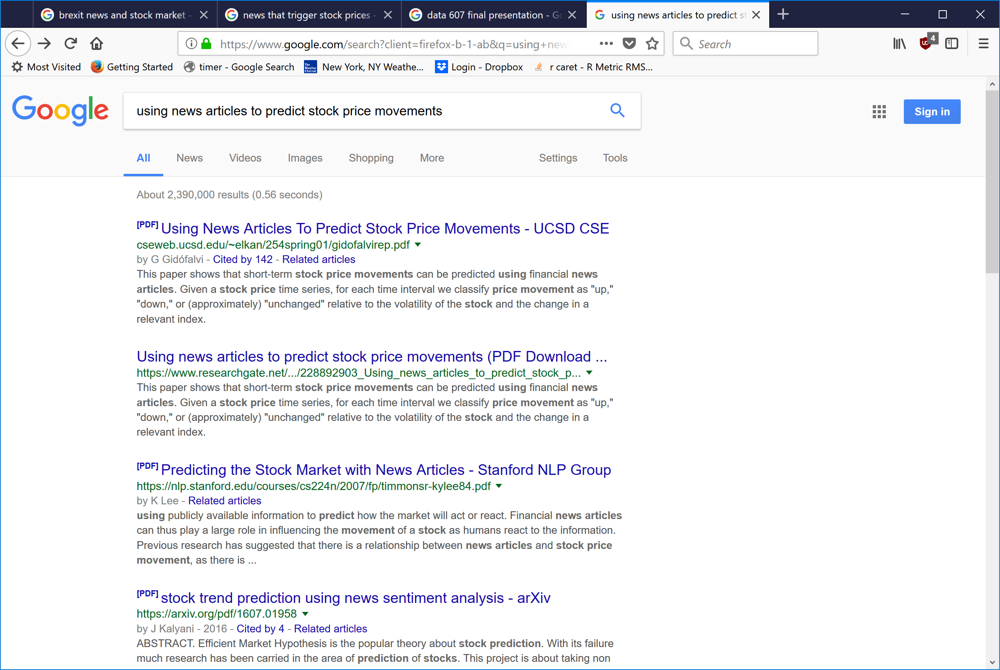 brexit news and stock market -
news that trigger stock prices -
data 607 final presentation - Go
using news articles to predict st
https://www.google.com/search?client=firefox-b-1-ab&q=using+new
Search
4
Most Visited
Getting Started
timer - Google Search
The Weather Channel
New York, NY Weathe...
Login - Dropbox
r caret - R Metric RMS...
Google
using news articles to predict stock price movements
Sign in
All
News
Videos
Images
Shopping
More
Settings
Tools
About 2,390,000 results (0.56 seconds)
[PDF] Using News Articles To Predict Stock Price Movements - UCSD CSE
cseweb.ucsd.edu/~elkan/254spring01/gidofalvirep.pdf
by G Gidófalvi - Cited by 142 - Related articles
This paper shows that short-term stock price movements can be predicted using financial news
articles. Given a stock price time series, for each time interval we classify price movement as "up,"
"down," or (approximately) "unchanged" relative to the volatility of the stock and the change in a
relevant index.
Using news articles to predict stock price movements (PDF Download ...
https://www.researchgate.net/.../228892903_Using_news_articles_to_predict_stock_p...
This paper shows that short-term stock price movements can be predicted using financial news
articles. Given a stock price time series, for each time interval we classify price movement as "up,"
"down," or (approximately) "unchanged" relative to the volatility of the stock and the change in a
relevant index.
[PDF] Predicting the Stock Market with News Articles - Stanford NLP Group
https://nlp.stanford.edu/courses/cs224n/2007/fp/timmonsr-kylee84.pdf
by K Lee - Related articles
using publicly available information to predict how the market will act or react. Financial news articles
can thus play a large role in influencing the movement of a stock as humans react to the information.
Previous research has suggested that there is a relationship between news articles and stock price
movement, as there is ...
[PDF] stock trend prediction using news sentiment analysis - arXiv
https://arxiv.org/pdf/1607.01958
by J Kalyani - 2016 - Cited by 4 - Related articles
ABSTRACT. Efficient Market Hypothesis is the popular theory about stock prediction. With its failure
much research has been carried in the area of prediction of stocks. This project is about taking non